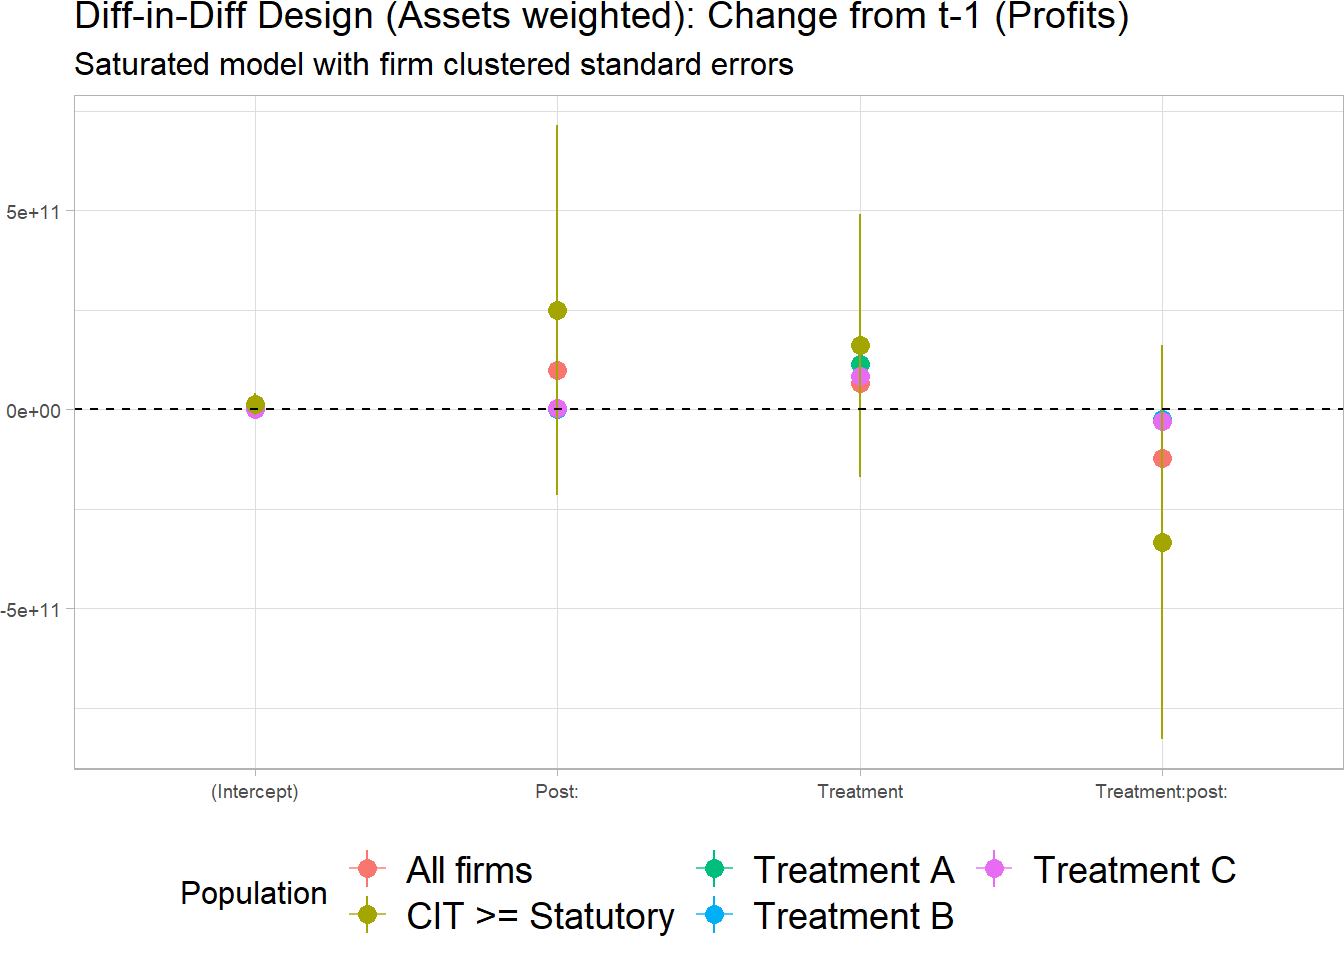 Diff-in-Diff Design (Assets weighted): Change from t-1 (Profits)
Saturated model with firm clustered standard errors
5e+11
0e+00
-5e+11
(Intercept) Post: Treatment Treatment:post:
Population
All firms Treatment A Treatment C
CIT >= Statutory Treatment B